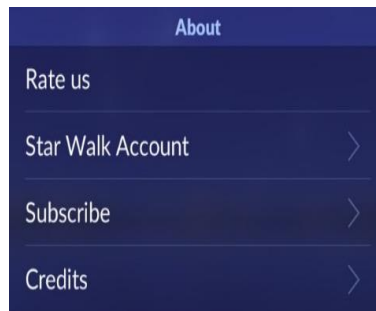 About
Rate us
Star Walk Account
Subscribe
Credits